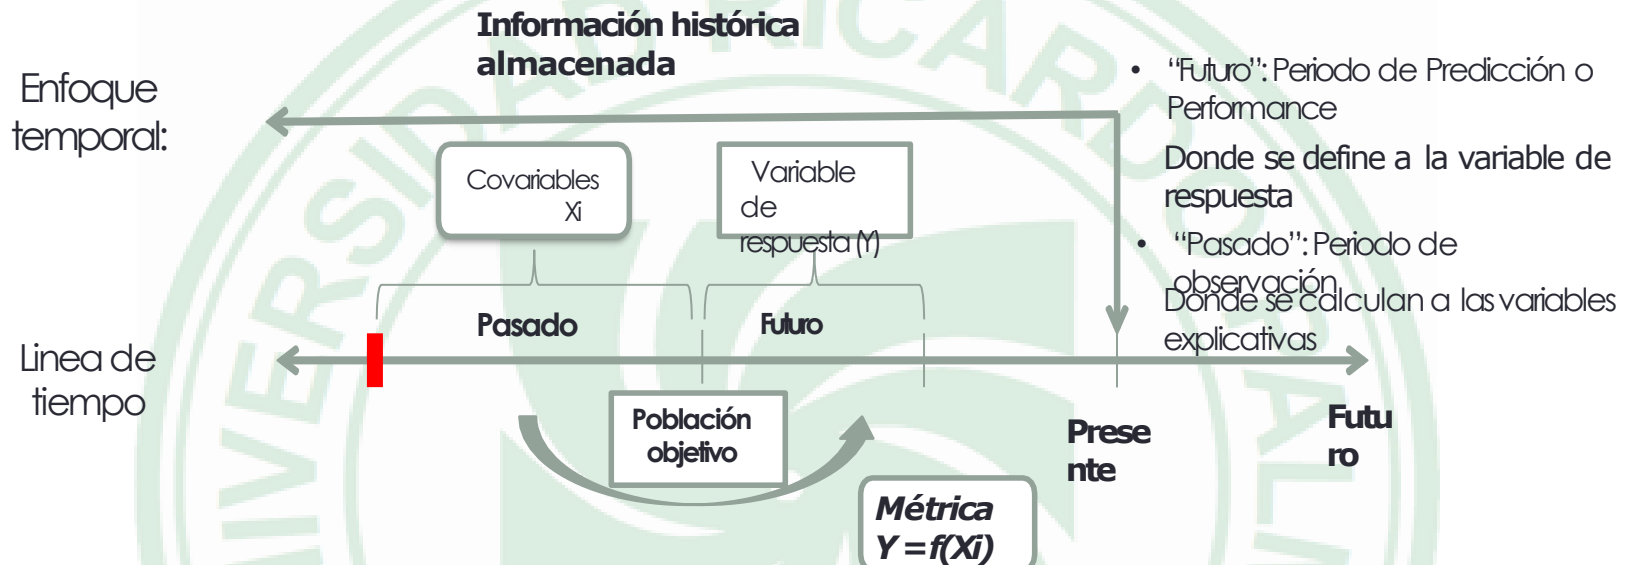 Información histórica
almacenada
Enfoque
temporal:
• “Futuro”: Periodo de Predicción o
Performance
Donde se define a la variable de
respuesta
• “Pasado”: Periodo de
observación
Donde se calculan a las variables
explicativas
Covariables
Xi
Variable
de
respuesta (Y)
Pasado
Futuro
Linea de
tiempo
Población
objetivo
Prese
nte
Futu
ro
Métrica
Y = f(Xi)